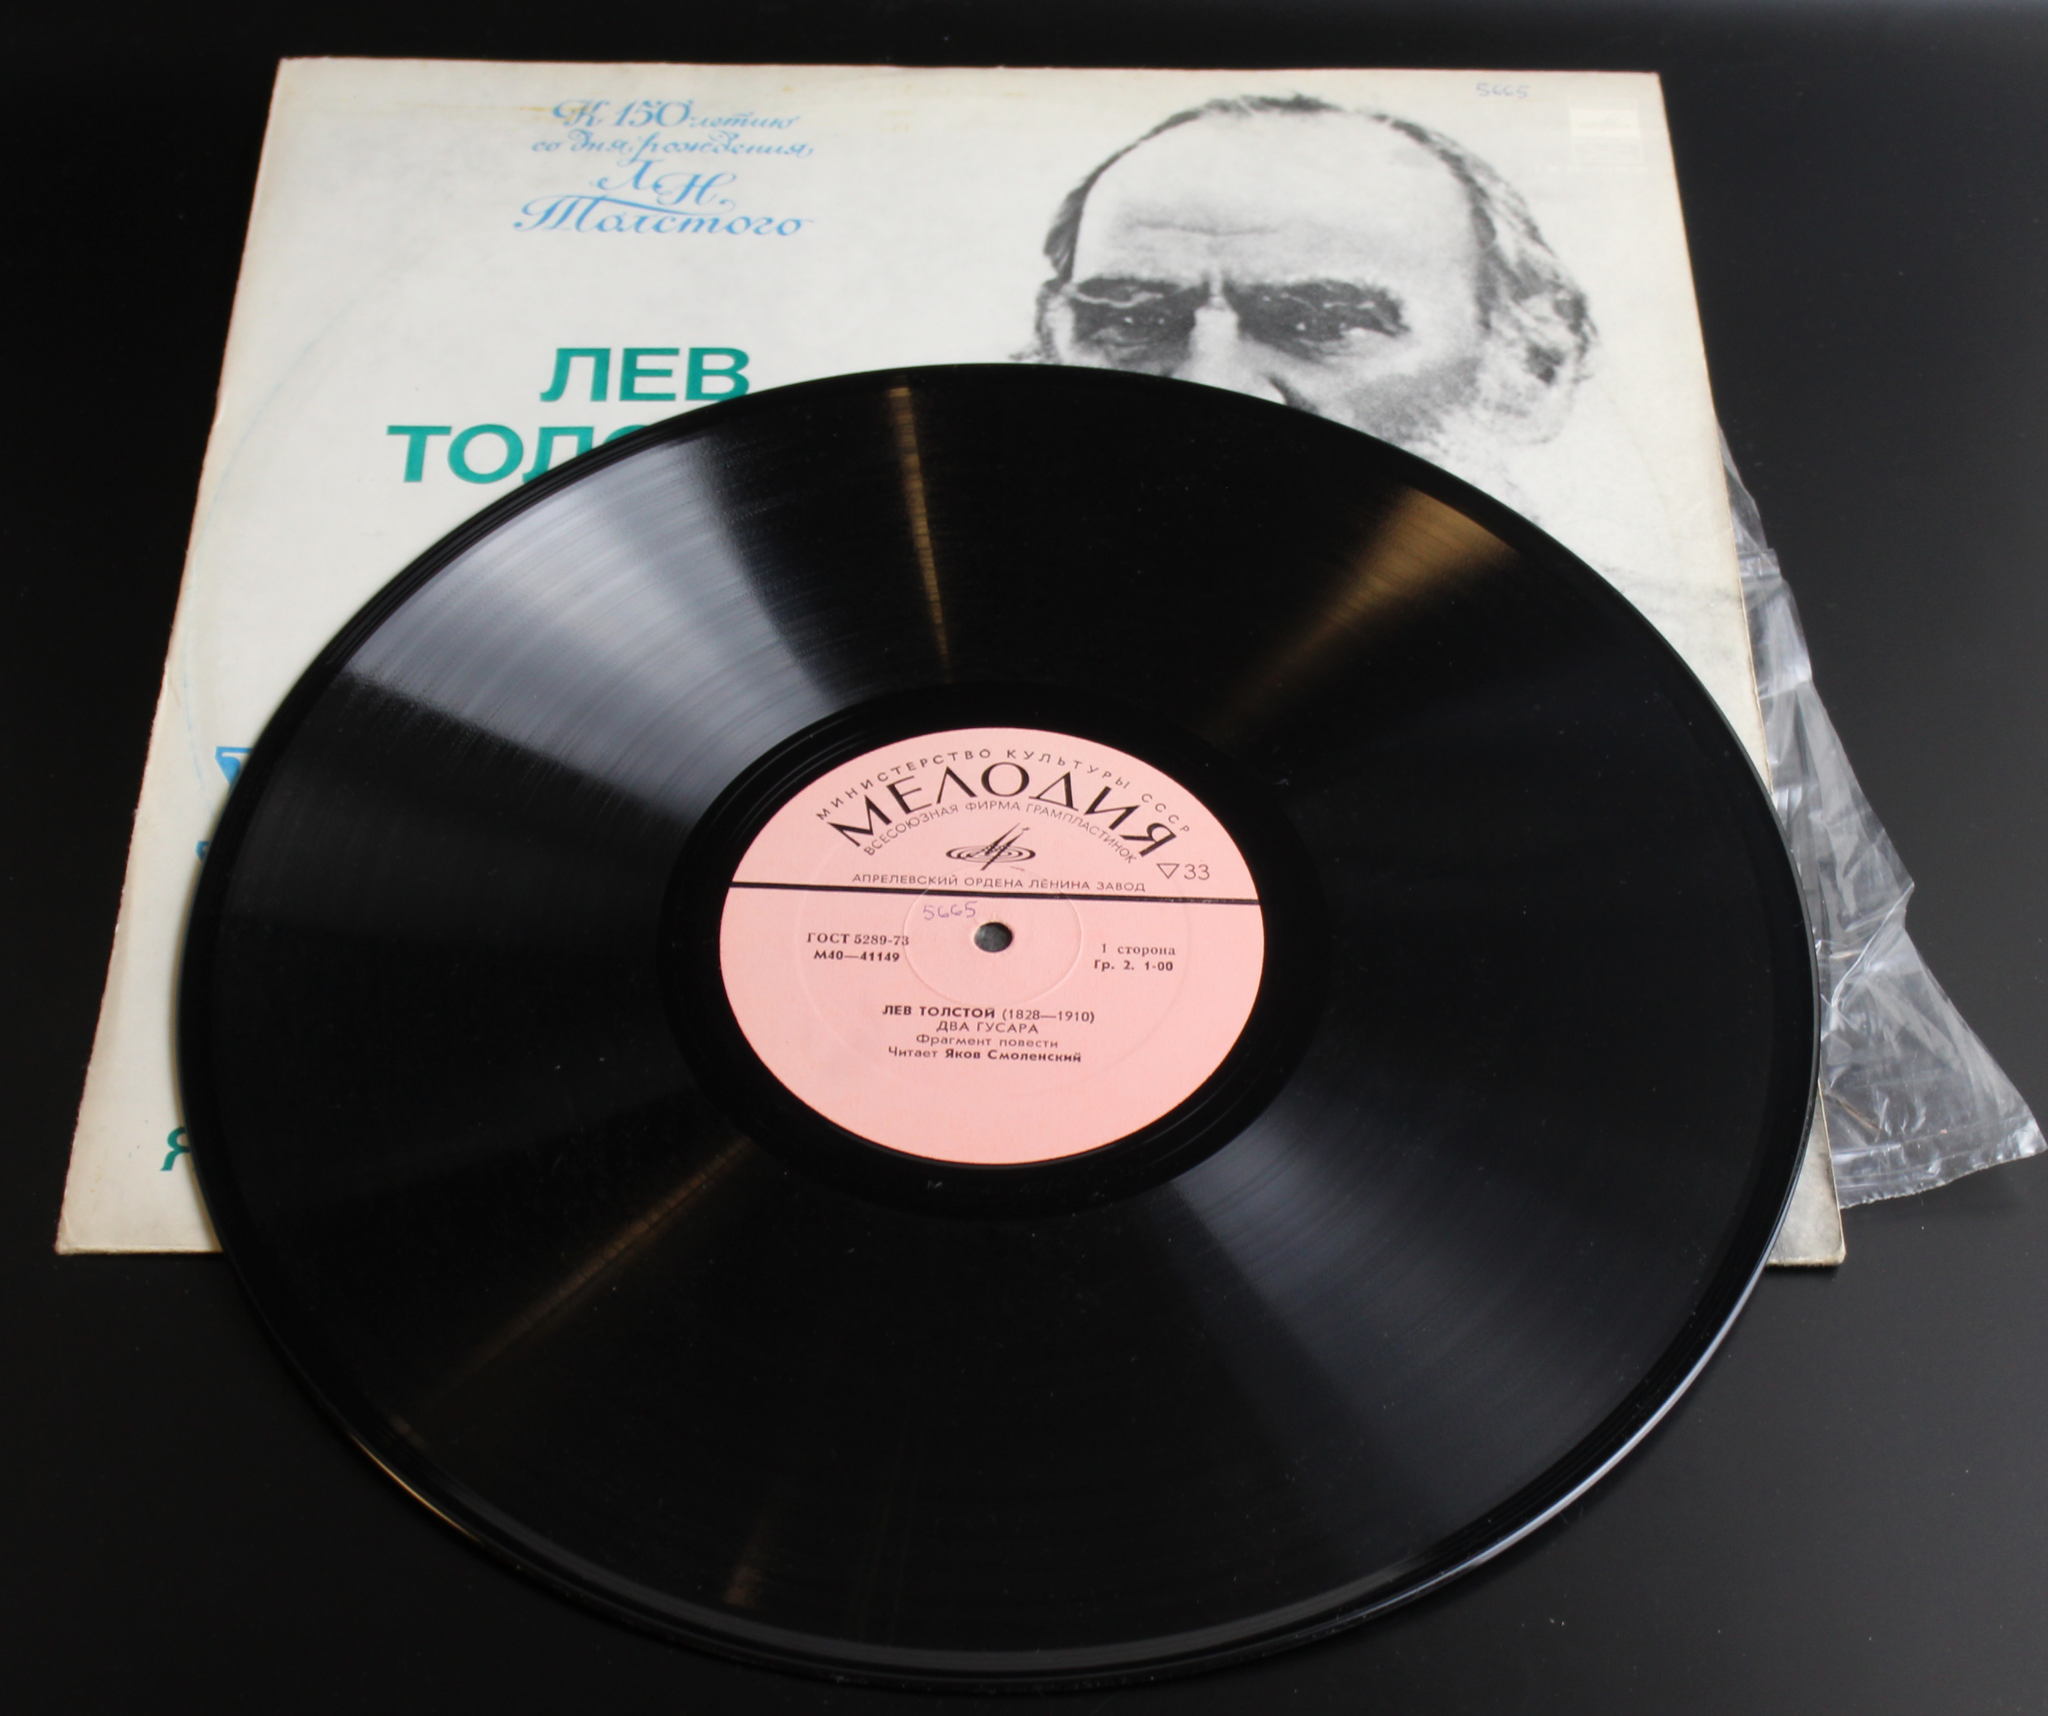 К 150-летию
со дня рождения
Л.Н.
Толстого
5665
ЛЕВ
ТОЛС
Я
МИНИСТЕРСТВО КУЛЬТУРЫ СССР
МЕЛОДИЯ
ВСЕСОЮЗНАЯ ФИРМА ГРАМПЛАСТИНОК
▽33
АПРЕЛЕВСКИЙ ОРДЕНА ЛЕНИНА ЗАВОД
5665
ГОСТ 5289-73
М40—41149
1 сторона
Гр. 2. 1-00
ЛЕВ ТОЛСТОЙ (1828—1910)
ДВА ГУСАРА
Фрагмент повести
Читает Яков Смоленский